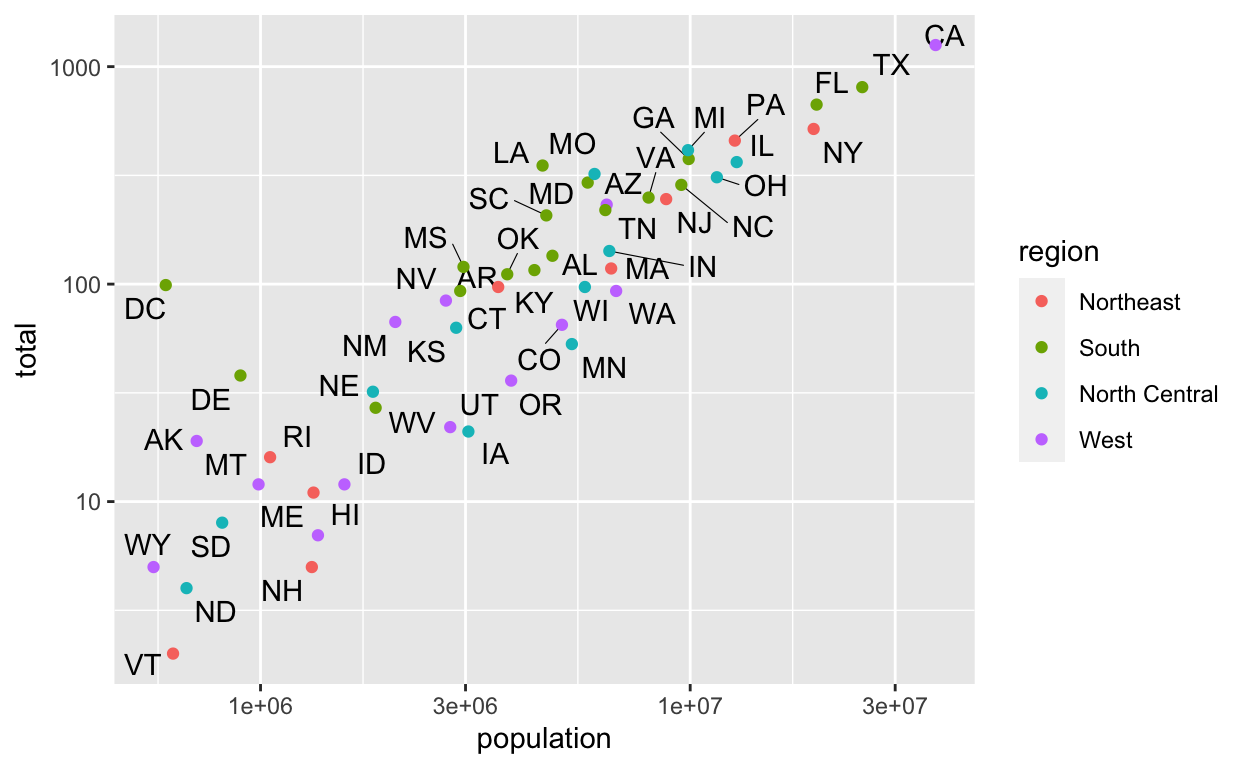 CA
1000
TX
FL
PA
GA MI
MO IL
LA VA NY
AZ OH
SC MD
TN NJ NC
MS OK
region
AL MA IN
NV AR
100
Northeast
DC KY
CT WI WA
total
NM KS South
CO MN
NE
DE UT OR North Central
WV
AK RI West
MT ID IA
10
ME HI
WY SD
NH
ND
VT
1e+06 3e+06 1e+07 3e+07
population